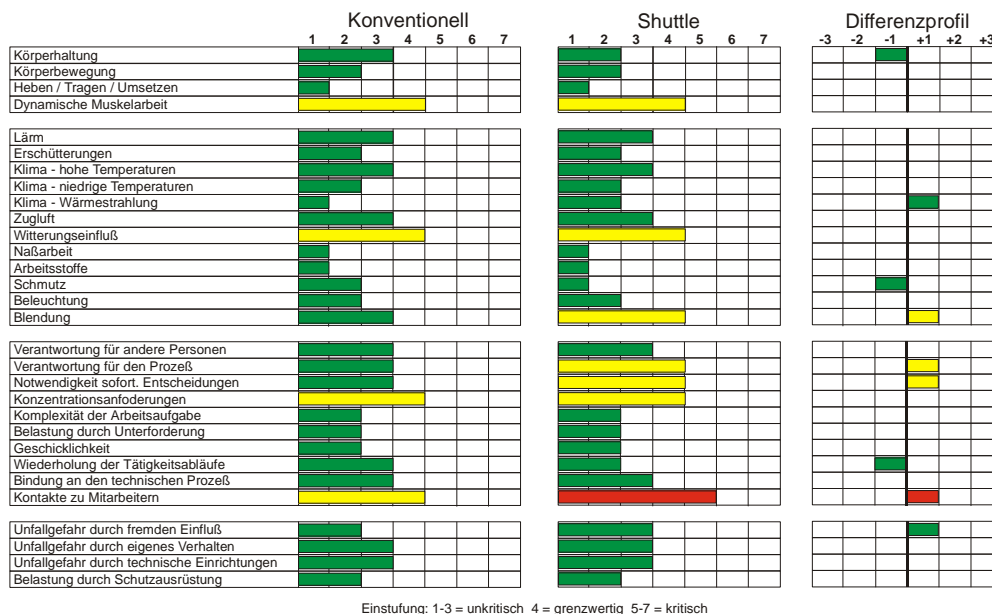 Konventionell Shuttle Differenzprofil
1 2 3 4 5 6 7 1 2 3 4 5 6 7 -3 -2 -1 +1 +2 +3
Körperhaltung
Körperbewegung
Heben / Tragen / Umsetzen
Dynamische Muskelarbeit
Lärm
Erschütterungen
Klima - hohe Temperaturen
Klima - niedrige Temperaturen
Klima - Wärmestrahlung
Zugluft
Witterungseinfluß
Naßarbeit
Arbeitsstoffe
Schmutz
Beleuchtung
Blendung
Verantwortung für andere Personen
Verantwortung für den Prozeß
Notwendigkeit sofort. Entscheidungen
Konzentrationsanfoderungen
Komplexität der Arbeitsaufgabe
Belastung durch Unterforderung
Geschicklichkeit
Wiederholung der Tätigkeitsabläufe
Bindung an den technischen Prozeß
Kontakte zu Mitarbeitern
Unfallgefahr durch fremden Einfluß
Unfallgefahr durch eigenes Verhalten
Unfallgefahr durch technische Einrichtungen
Belastung durch Schutzausrüstung
Einstufung: 1-3 = unkritisch 4 = grenzwertig 5-7 = kritisch